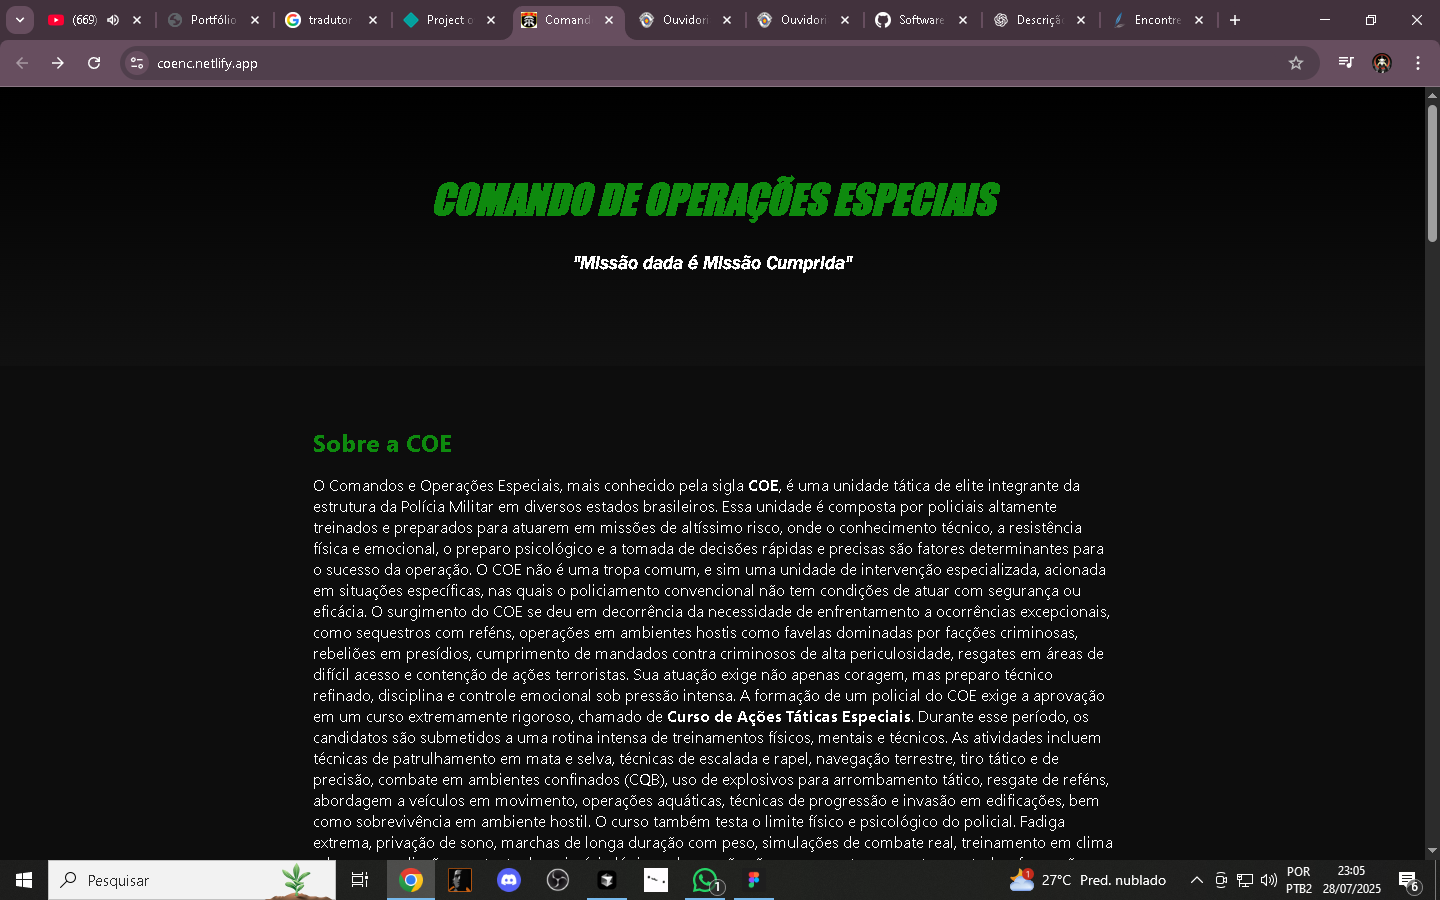 (669)
Portfólio
tradutor
Project o
Comand
Ouvidori
Ouvidori
Software
Descriçã
Encontre
coenc.netlify.app
COMANDO DE OPERAÇÕES ESPECIAIS
"Missão dada é Missão Cumprida"
Sobre a COE
O Comandos e Operações Especiais, mais conhecido pela sigla COE, é uma unidade tática de elite integrante da
estrutura da Polícia Militar em diversos estados brasileiros. Essa unidade é composta por policiais altamente
treinados e preparados para atuarem em missões de altíssimo risco, onde o conhecimento técnico, a resistência
física e emocional, o preparo psicológico e a tomada de decisões rápidas e precisas são fatores determinantes para
o sucesso da operação. O COE não é uma tropa comum, e sim uma unidade de intervenção especializada, acionada
em situações específicas, nas quais o policiamento convencional não tem condições de atuar com segurança ou
eficácia. O surgimento do COE se deu em decorrência da necessidade de enfrentamento a ocorrências excepcionais,
como sequestros com reféns, operações em ambientes hostis como favelas dominadas por facções criminosas,
rebeliões em presídios, cumprimento de mandados contra criminosos de alta periculosidade, resgates em áreas de
difícil acesso e contenção de ações terroristas. Sua atuação exige não apenas coragem, mas preparo técnico
refinado, disciplina e controle emocional sob pressão intensa. A formação de um policial do COE exige a aprovação
em um curso extremamente rigoroso, chamado de Curso de Ações Táticas Especiais. Durante esse período, os
candidatos são submetidos a uma rotina intensa de treinamentos físicos, mentais e técnicos. As atividades incluem
técnicas de patrulhamento em mata e selva, técnicas de escalada e rapel, navegação terrestre, tiro tático e de
precisão, combate em ambientes confinados (CQB), uso de explosivos para arrombamento tático, resgate de reféns,
abordagem a veículos em movimento, operações aquáticas, técnicas de progressão e invasão em edificações, bem
como sobrevivência em ambiente hostil. O curso também testa o limite físico e psicológico do policial. Fadiga
extrema, privação de sono, marchas de longa duração com peso, simulações de combate real, treinamento em clima
Pesquisar
1
1
27°C Pred. nublado
POR
PTB2
23:05
28/07/2025
6